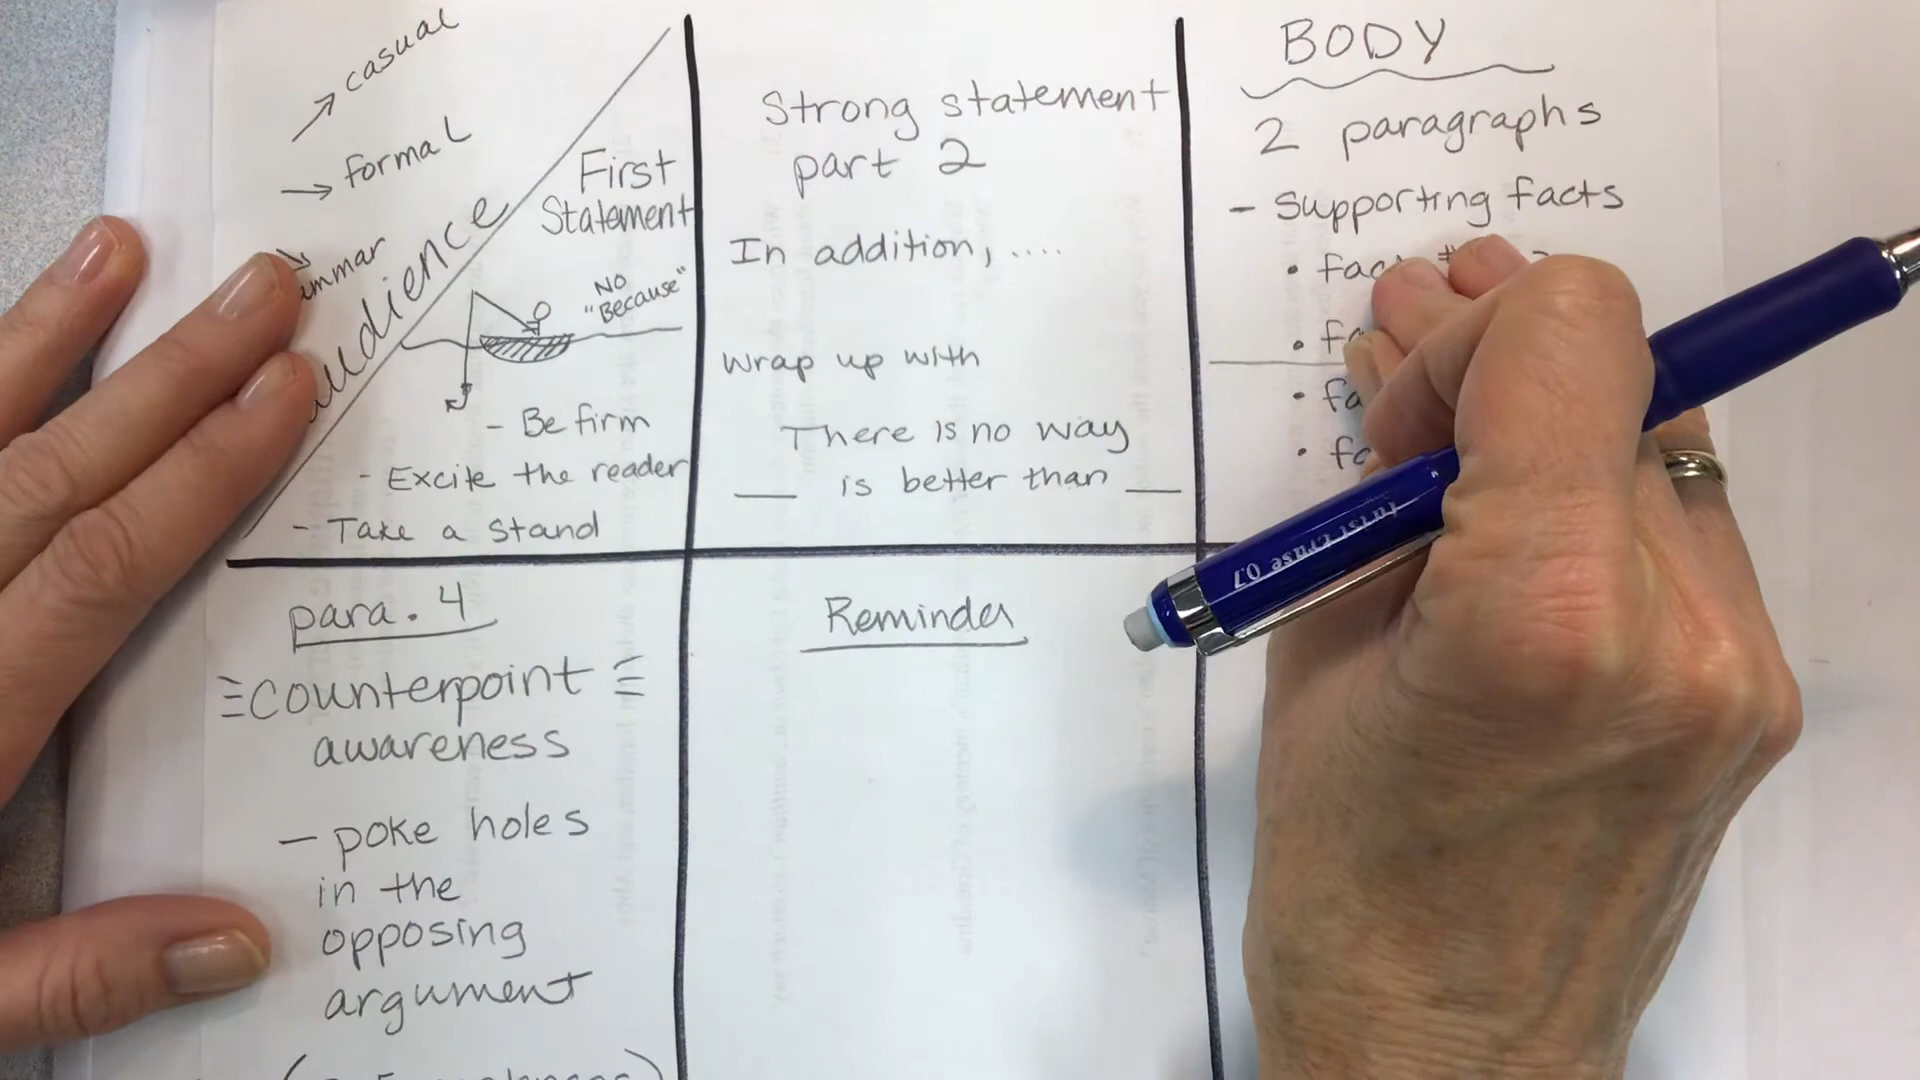 casual
formal
audience
First
Statement
NO
"Because"
- Be firm
- Excite the reader
- Take a stand
Strong statement
part 2
In addition, ....
Wrap up with
There is no way
___ is better than ___
BODY
2 paragraphs
- Supporting facts
para. 4
Counterpoint
awareness
- poke holes
in the
opposing
argument
Reminder